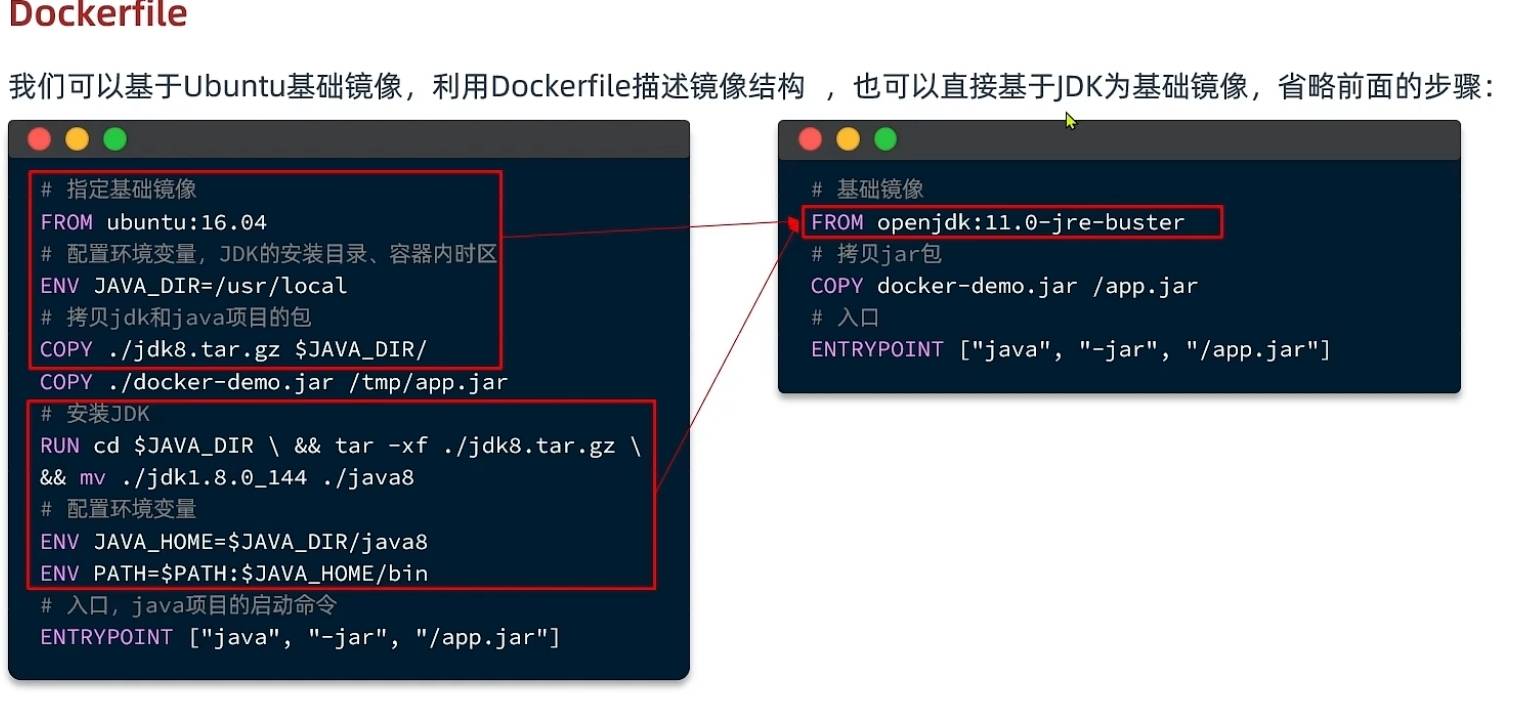 Dockerfile
我们可以基于Ubuntu基础镜像，利用Dockerfile描述镜像结构 ，也可以直接基于JDK为基础镜像，省略前面的步骤：
# 指定基础镜像
FROM ubuntu:16.04
# 配置环境变量，JDK的安装目录、容器内时区
ENV JAVA_DIR=/usr/local
# 拷贝jdk和java项目的包
COPY ./jdk8.tar.gz $JAVA_DIR/
COPY ./docker-demo.jar /tmp/app.jar
# 安装JDK
RUN cd $JAVA_DIR \ && tar -xf ./jdk8.tar.gz \
&& mv ./jdk1.8.0_144 ./java8
# 配置环境变量
ENV JAVA_HOME=$JAVA_DIR/java8
ENV PATH=$PATH:$JAVA_HOME/bin
# 入口，java项目的启动命令
ENTRYPOINT ["java", "-jar", "/app.jar"]
# 基础镜像
FROM openjdk:11.0-jre-buster
# 拷贝jar包
COPY docker-demo.jar /app.jar
# 入口
ENTRYPOINT ["java", "-jar", "/app.jar"]